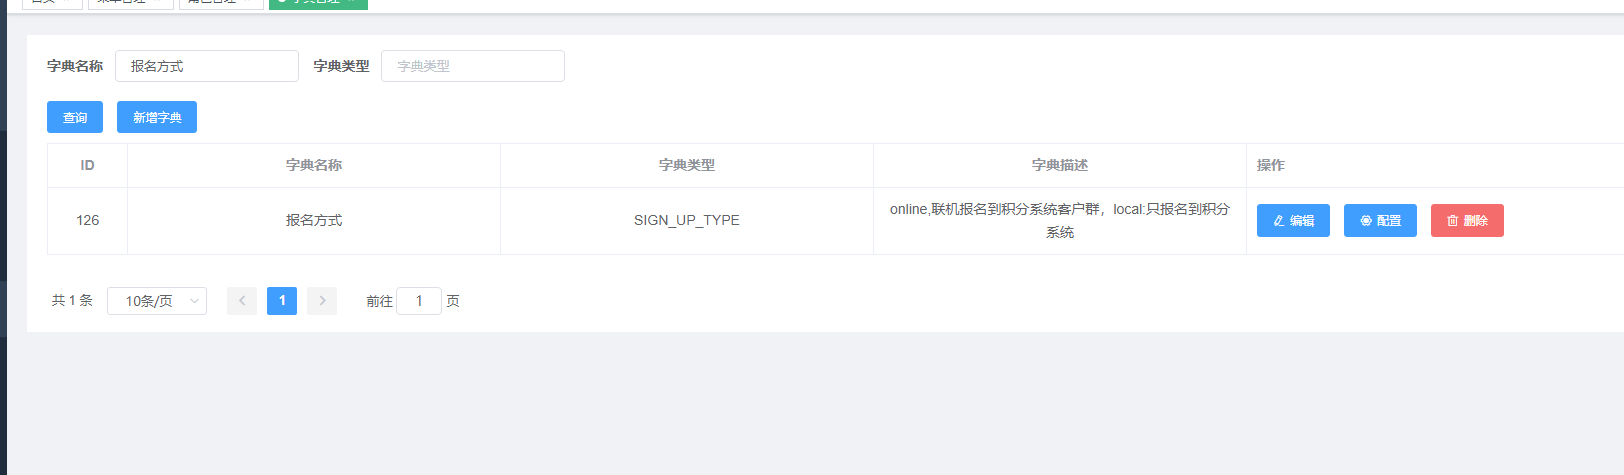 字典名称 报名方式 字典类型 字典类型
查询 新增字典
ID 字典名称 字典类型 字典描述 操作
126 报名方式 SIGN_UP_TYPE online,联机报名到积分系统客户群，local:只报名到积分 编辑 配置 删除
系统
共 1 条 10条/页 1 前往 1 页